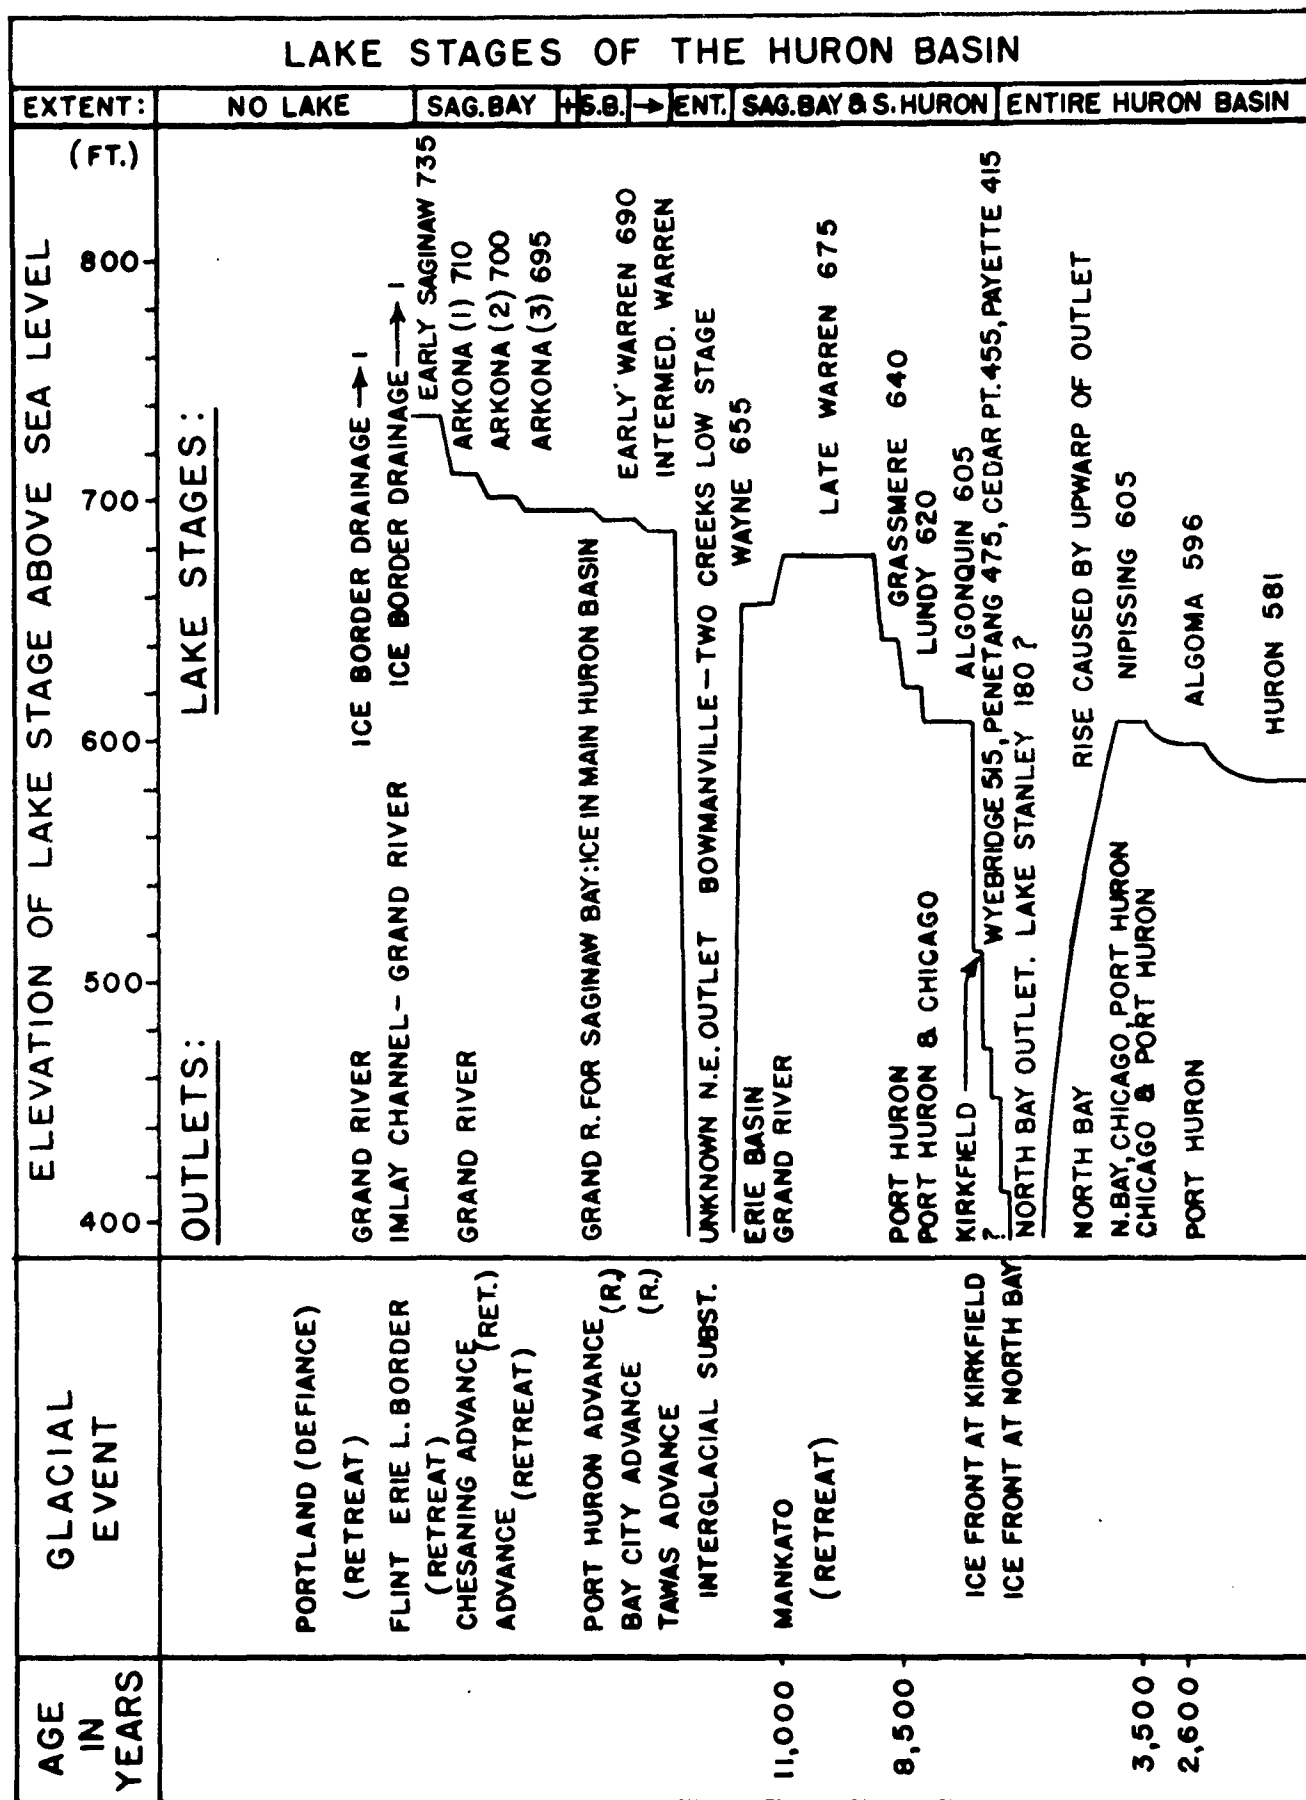 LAKE STAGES OF THE HURON BASIN
EXTENT: NO LAKE SAG.BAY + S.B. → ENT. SAG.BAY & S.HURON ENTIRE HURON BASIN
(FT.)
ELEVATION OF LAKE STAGE ABOVE SEA LEVEL
800
700
600
500
400
LAKE STAGES:
ICE BORDER DRAINAGE → I
ICE BORDER DRAINAGE → I
EARLY SAGINAW 735
ARKONA (1) 710
ARKONA (2) 700
ARKONA (3) 695
EARLY WARREN 690
INTERMED. WARREN
BOWMANVILLE — TWO CREEKS LOW STAGE
WAYNE 655
LATE WARREN 675
GRASSMERE 640
LUNDY 620
ALGONQUIN 605
WYEBRIDGE 515, PENETANG 475, CEDAR PT. 455, PAYETTE 415
LAKE STANLEY 180 ?
RISE CAUSED BY UPWARP OF OUTLET
NIPISSING 605
ALGOMA 596
HURON 581
OUTLETS:
GRAND RIVER
IMLAY CHANNEL - GRAND RIVER
GRAND RIVER
GRAND R. FOR SAGINAW BAY: ICE IN MAIN HURON BASIN
UNKNOWN N.E. OUTLET
ERIE BASIN
GRAND RIVER
PORT HURON
PORT HURON & CHICAGO
KIRKFIELD
?
NORTH BAY OUTLET.
NORTH BAY
N. BAY, CHICAGO, PORT HURON
CHICAGO & PORT HURON
PORT HURON
GLACIAL
EVENT
PORTLAND (DEFIANCE)
(RETREAT)
FLINT ERIE L. BORDER
(RETREAT)
CHESANING ADVANCE
(RET.)
ADVANCE
(RETREAT)
PORT HURON ADVANCE
(R.)
BAY CITY ADVANCE
(R.)
TAWAS ADVANCE
INTERGLACIAL SUBST.
MANKATO
(RETREAT)
ICE FRONT AT KIRKFIELD
ICE FRONT AT NORTH BAY
AGE
IN
YEARS
11,000
8,500
3,500
2,600